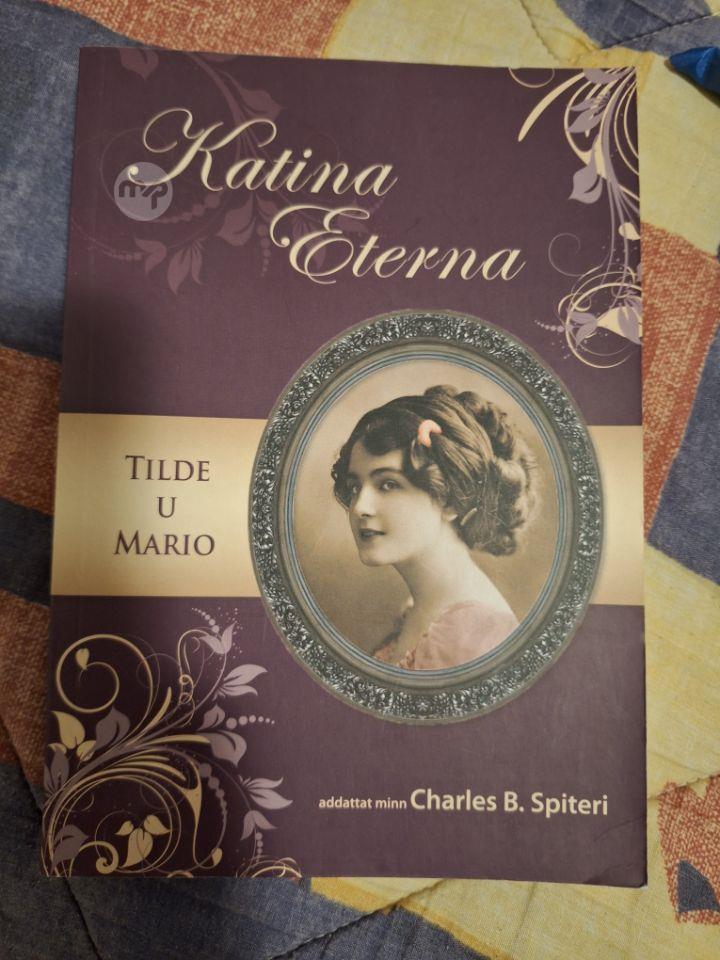 Katina
Eterna
TILDE
U
MARIO
addattat minn Charles B. Spiteri